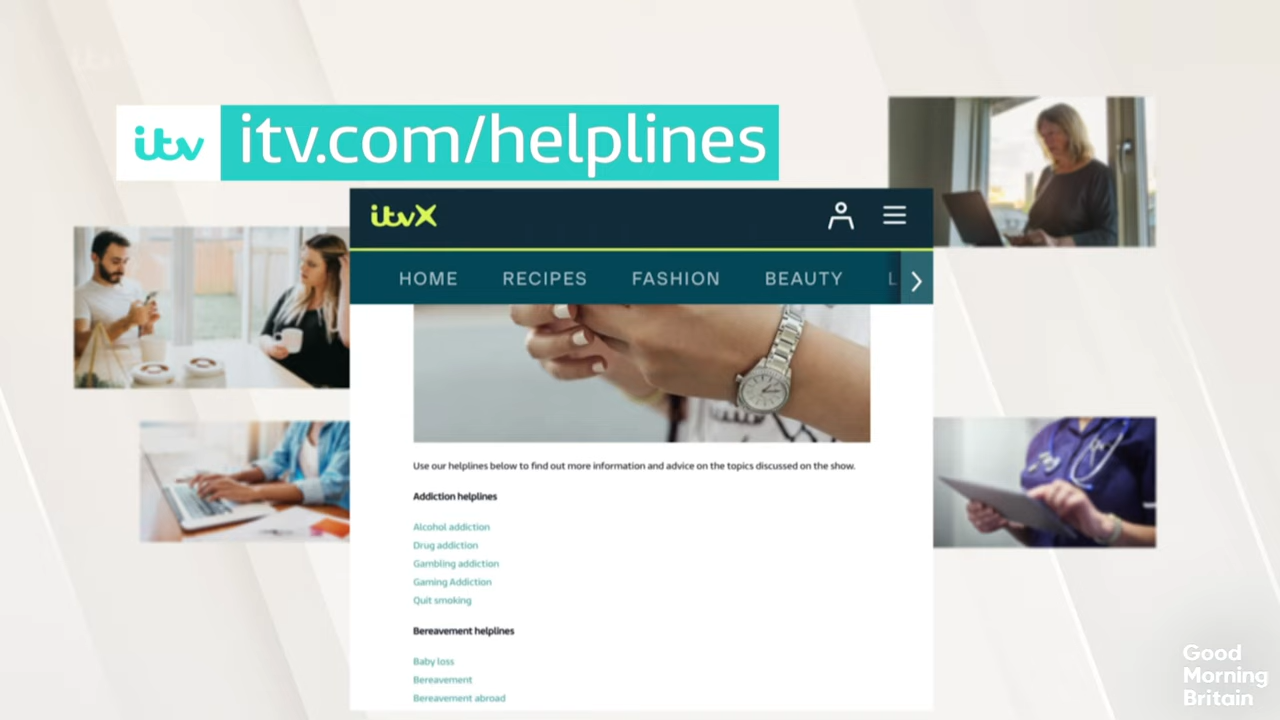 itv
itv itv.com/helplines
itvX
HOME RECIPES FASHION BEAUTY L
Use our helplines below to find out more information and advice on the topics discussed on the show.
Addiction helplines
Alcohol addiction
Drug addiction
Gambling addiction
Gaming Addiction
Quit smoking
Bereavement helplines
Baby loss
Bereavement
Bereavement abroad
Good
Morning
Britain